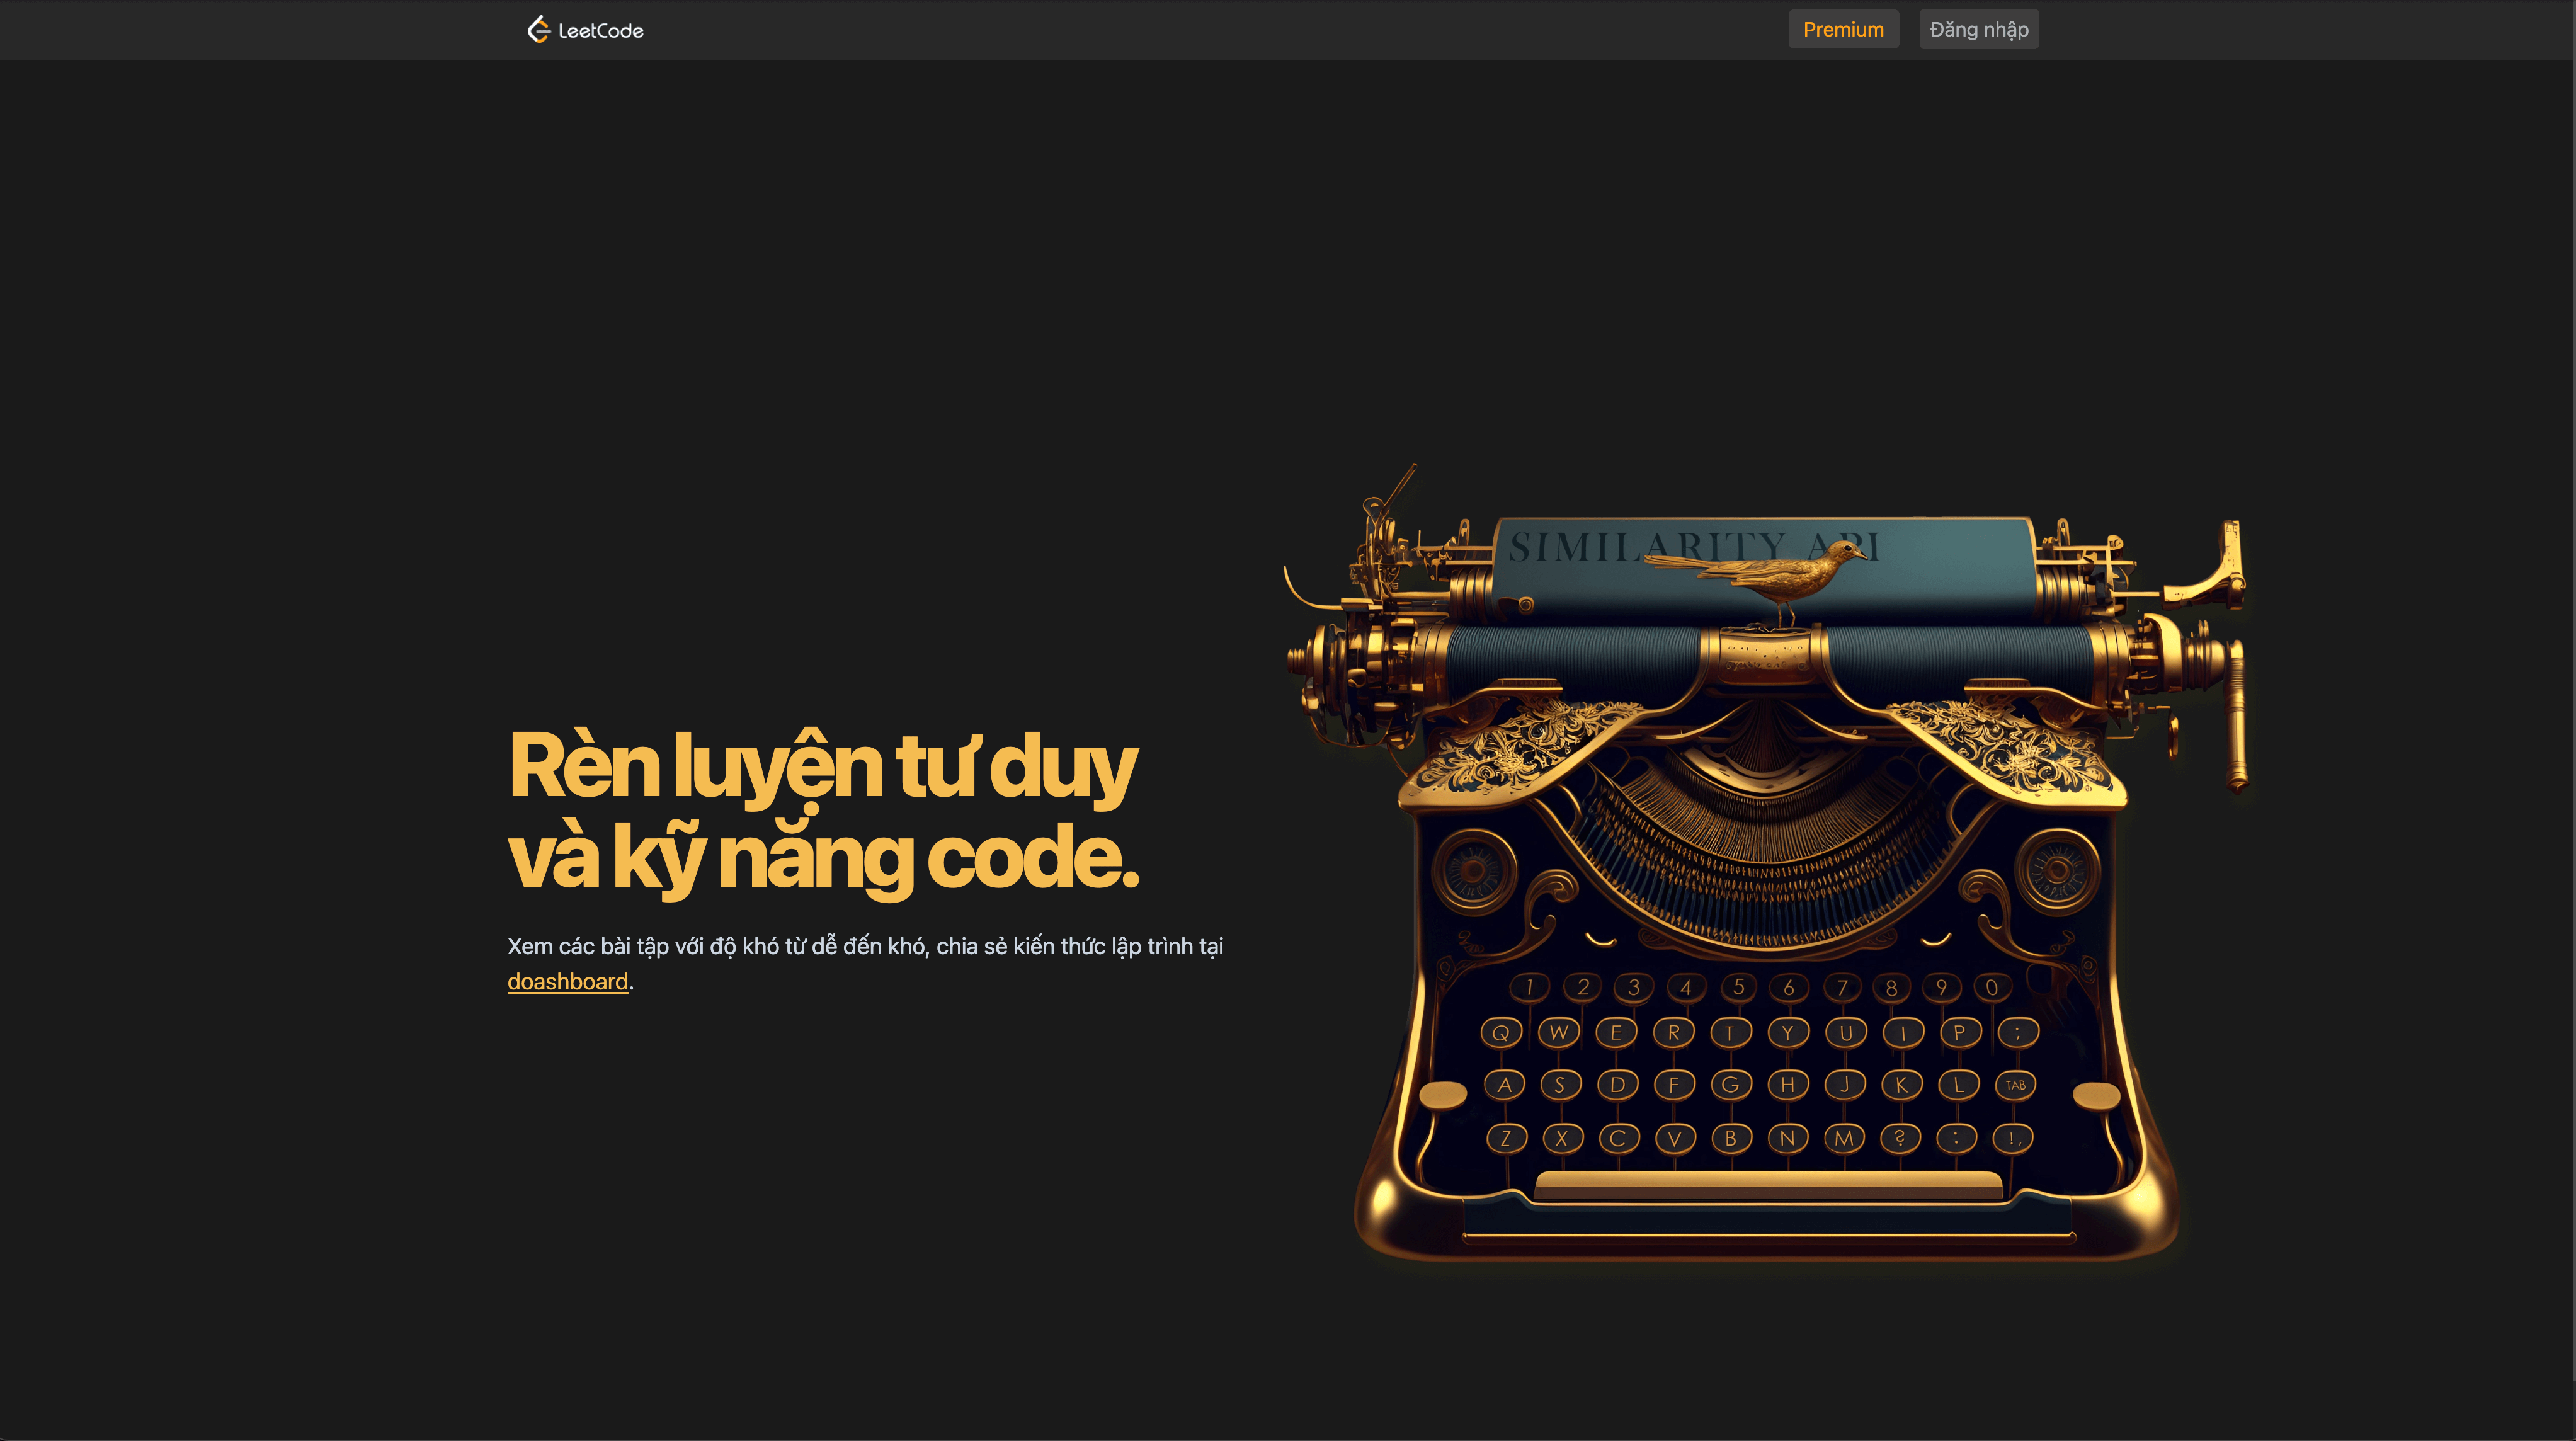 LeetCode
Premium
Đăng nhập
SIMILARITY API
Rèn luyện tư duy
và kỹ năng code.
Xem các bài tập với độ khó từ dễ đến khó, chia sẻ kiến thức lập trình tại
doashboard.
1 2 3 4 5 6 7 8 9 0
Q W E R T Y U I P ;
A S D F G H J K L TAB
Z X C V B N M ? : !,